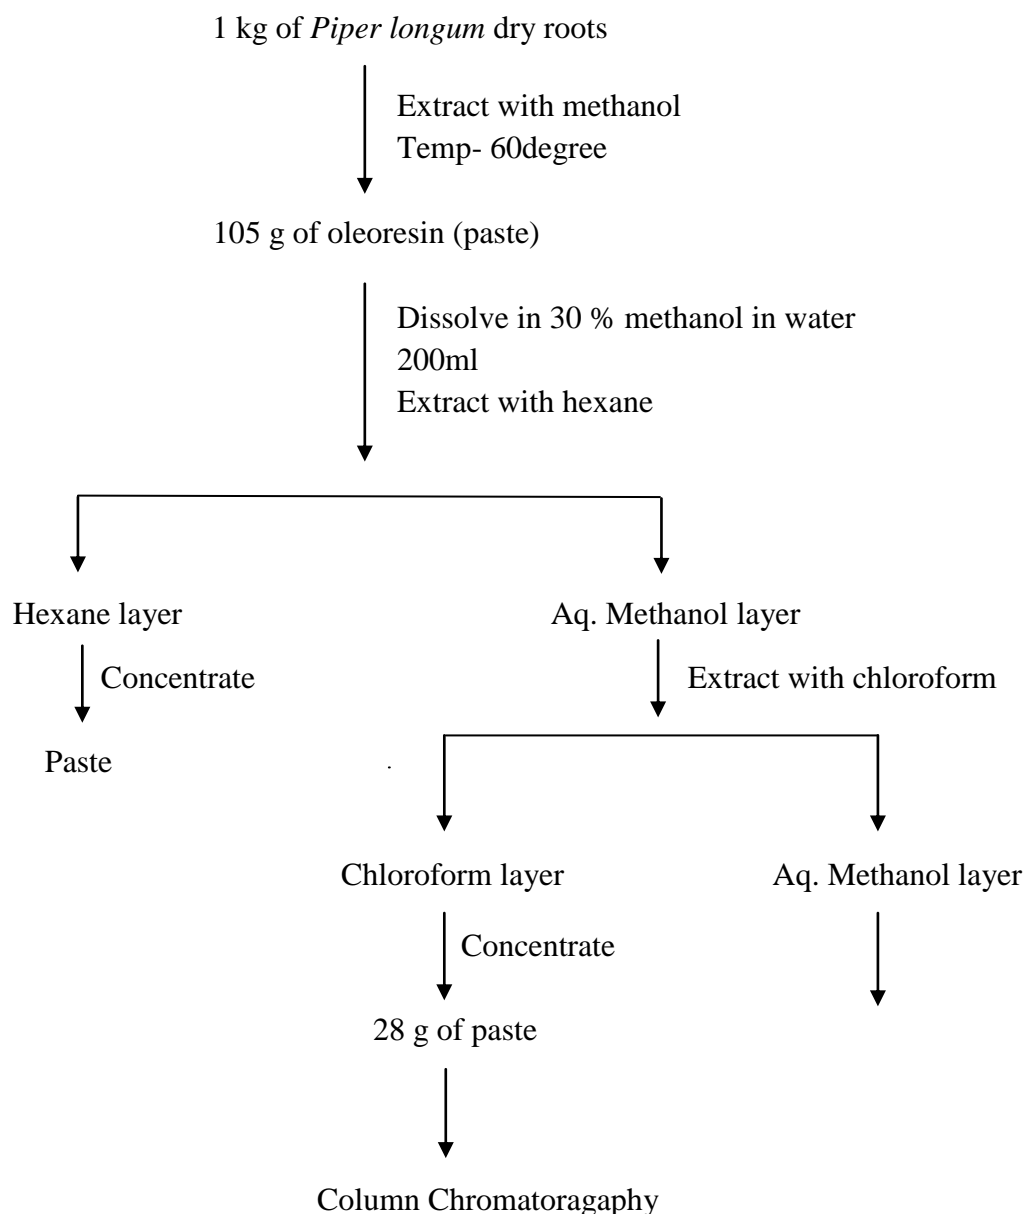 1 kg of Piper longum dry roots
Extract with methanol
Temp- 60degree
105 g of oleoresin (paste)
Dissolve in 30 % methanol in water
200ml
Extract with hexane
Hexane layer
Aq. Methanol layer
Concentrate
Extract with chloroform
Paste
Chloroform layer
Aq. Methanol layer
Concentrate
28 g of paste
Column Chromatoragaphy